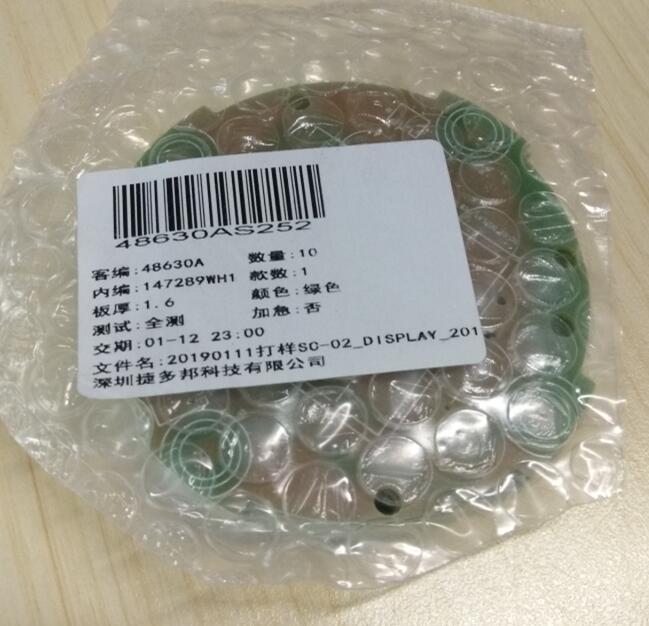 48630AS252
客编:48630A 数量:10
内编:147289WH1 款数:1
板厚:1.6 颜色:绿色
测试:全测 加急:否
交期:01-12 23:00
文件名:20190111打样SC-02_DISPLAY_201
深圳捷多邦科技有限公司